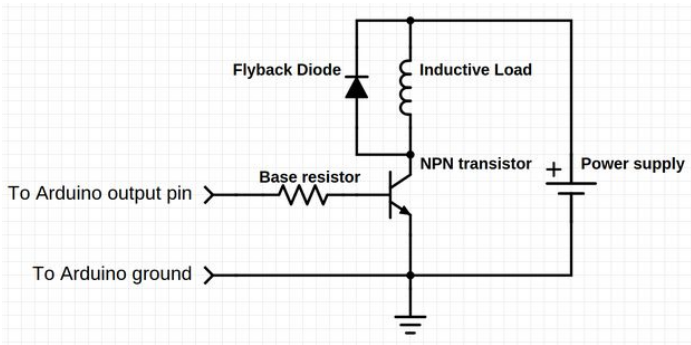 Flyback Diode
Inductive Load
NPN transistor
+
Power supply
Base resistor
To Arduino output pin
To Arduino ground